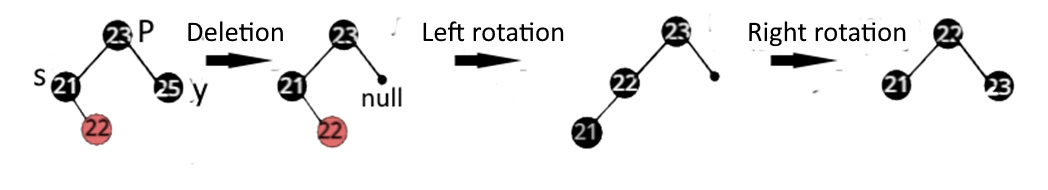 23 P
Deletion
23
Left rotation
23
Right rotation
22
s 21
25 y
21
null
22
21
23
22
22
21